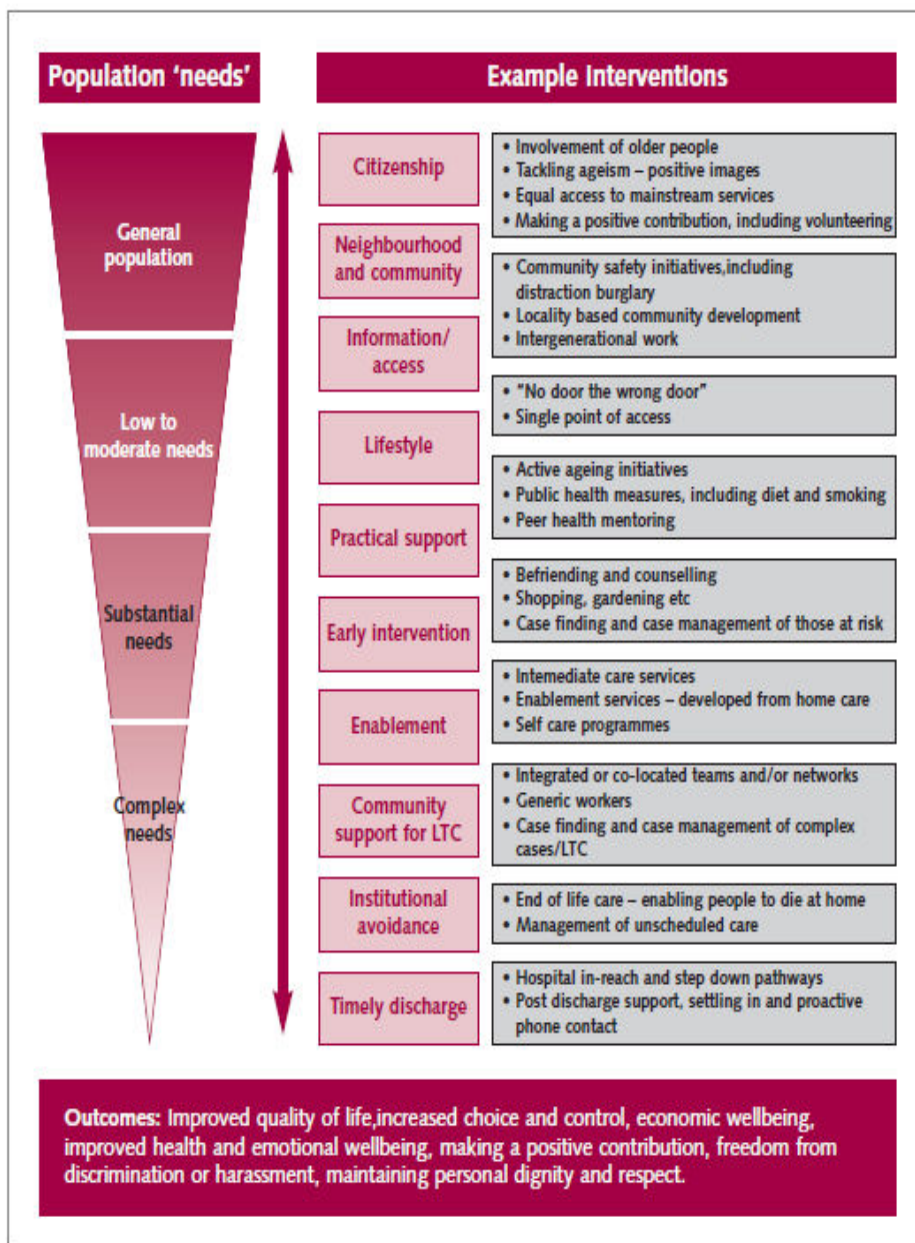 Population ‘needs’
Example Interventions
General
population
Low to
moderate needs
Substantial
needs
Complex
needs
Citizenship
Neighbourhood
and community
Information/
access
Lifestyle
Practical support
Early intervention
Enablement
Community
support for LTC
Institutional
avoidance
Timely discharge
• Involvement of older people
• Tackling ageism – positive images
• Equal access to mainstream services
• Making a positive contribution, including volunteering
• Community safety initiatives,including
distraction burglary
• Locality based community development
• Intergenerational work
• "No door the wrong door"
• Single point of access
• Active ageing initiatives
• Public health measures, including diet and smoking
• Peer health mentoring
• Befriending and counselling
• Shopping, gardening etc
• Case finding and case management of those at risk
• Intemediate care services
• Enablement services – developed from home care
• Self care programmes
• Integrated or co-located teams and/or networks
• Generic workers
• Case finding and case management of complex
cases/LTC
• End of life care – enabling people to die at home
• Management of unscheduled care
• Hospital in-reach and step down pathways
• Post discharge support, settling in and proactive
phone contact
Outcomes: Improved quality of life,increased choice and control, economic wellbeing,
improved health and emotional wellbeing, making a positive contribution, freedom from
discrimination or harassment, maintaining personal dignity and respect.